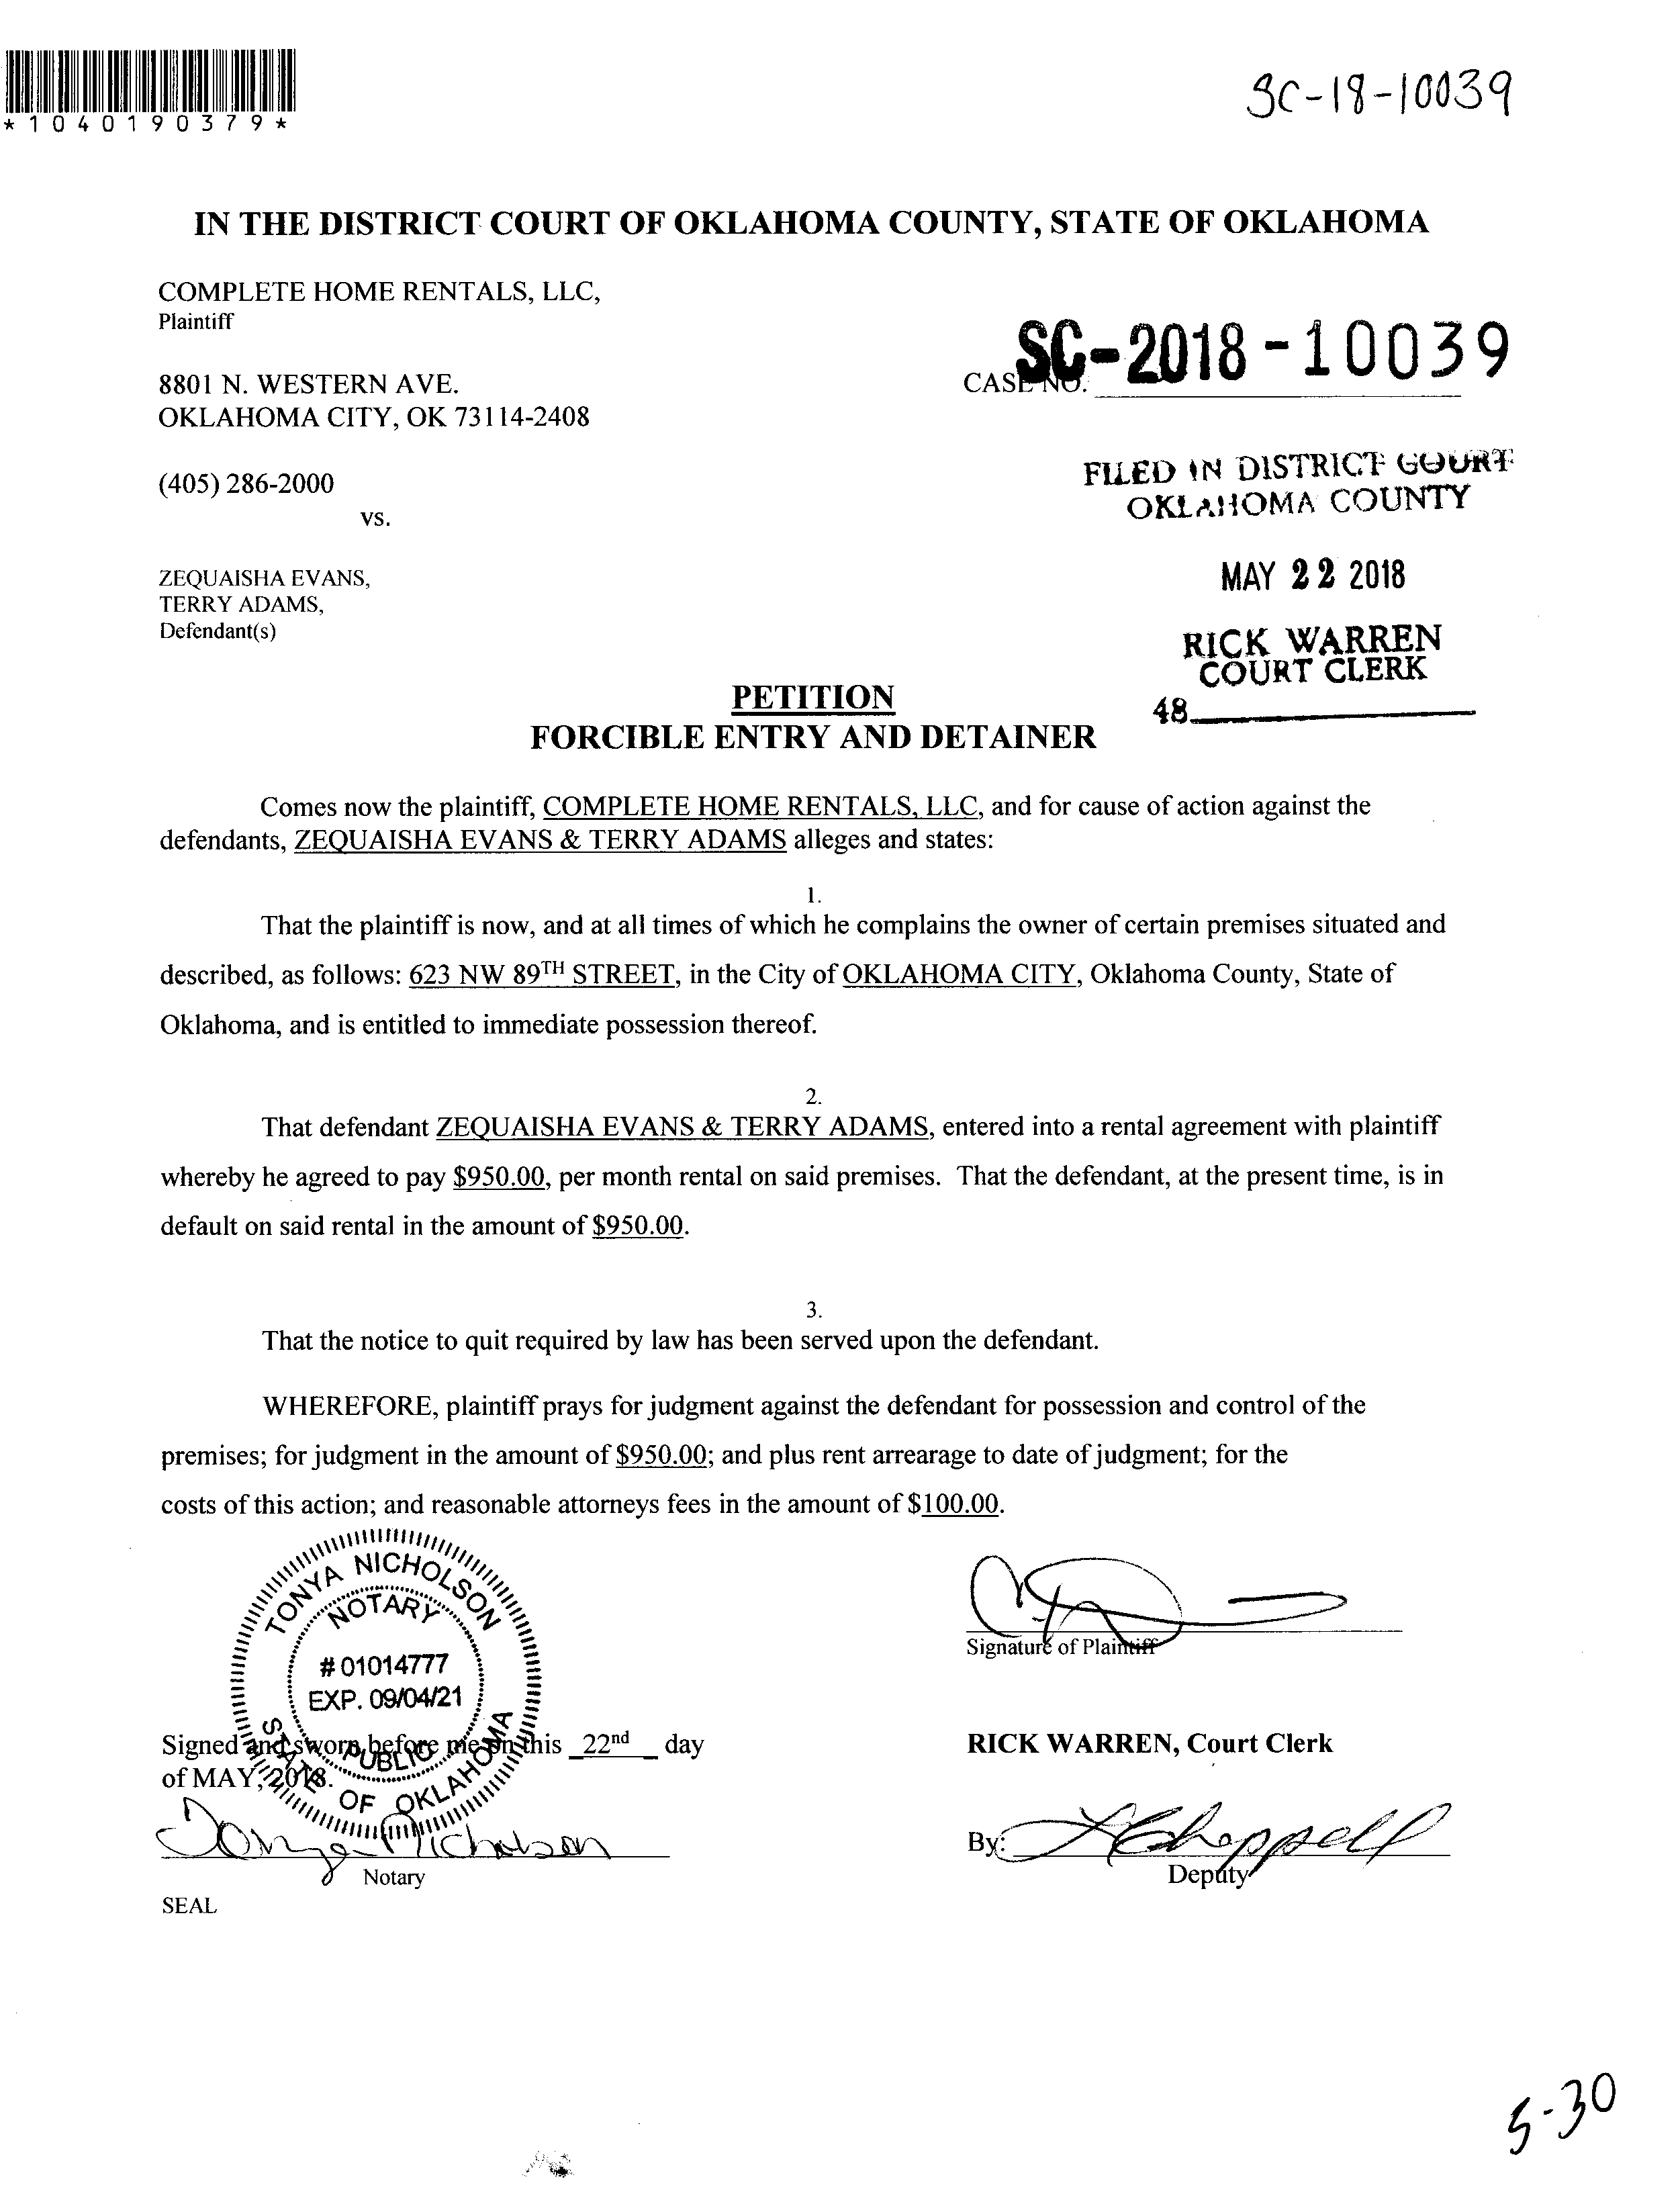 *1040190379*
SC-18-10039
IN THE DISTRICT COURT OF OKLAHOMA COUNTY, STATE OF OKLAHOMA
COMPLETE HOME RENTALS, LLC,
Plaintiff
8801 N. WESTERN AVE.
OKLAHOMA CITY, OK 73114-2408
CASE NO. SC-2018-10039
(405) 286-2000
vs.
FILED IN DISTRICT COURT
OKLAHOMA COUNTY
ZEQUAISHA EVANS,
TERRY ADAMS,
Defendant(s)
MAY 22 2018
RICK WARREN
COURT CLERK
48
PETITION
FORCIBLE ENTRY AND DETAINER
Comes now the plaintiff, COMPLETE HOME RENTALS, LLC, and for cause of action against the
defendants, ZEQUAISHA EVANS & TERRY ADAMS alleges and states:
1.
That the plaintiff is now, and at all times of which he complains the owner of certain premises situated and
described, as follows: 623 NW 89TH STREET, in the City of OKLAHOMA CITY, Oklahoma County, State of
Oklahoma, and is entitled to immediate possession thereof.
2.
That defendant ZEQUAISHA EVANS & TERRY ADAMS, entered into a rental agreement with plaintiff
whereby he agreed to pay $950.00, per month rental on said premises. That the defendant, at the present time, is in
default on said rental in the amount of $950.00.
3.
That the notice to quit required by law has been served upon the defendant.
WHEREFORE, plaintiff prays for judgment against the defendant for possession and control of the
premises; for judgment in the amount of $950.00; and plus rent arrearage to date of judgment; for the
costs of this action; and reasonable attorneys fees in the amount of $100.00.
TONYA NICHOLSON
NOTARY
# 01014777
EXP. 09/04/21
PUBLIC
STATE OF OKLAHOMA
Signature of Plaintiff
Signed and sworn before me on this 22nd day
of MAY, 2018.
RICK WARREN, Court Clerk
Tonya Nicholson
Notary
SEAL
By: Chappell
Deputy
5-30